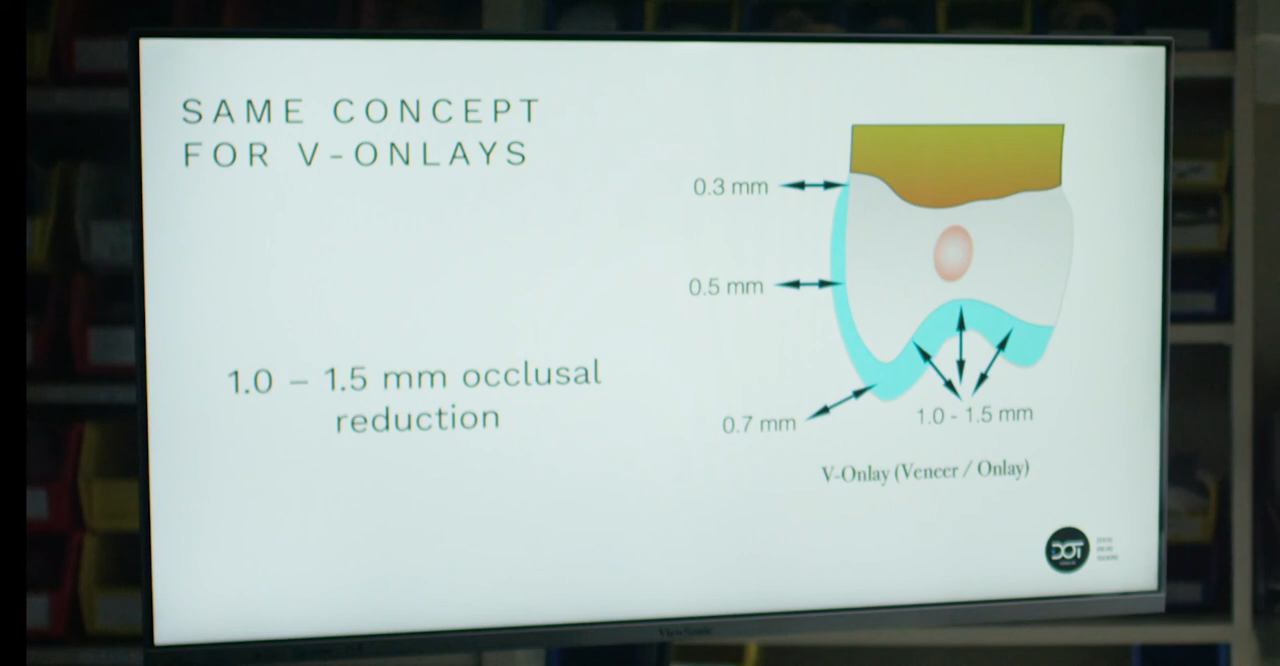 SAME CONCEPT
FOR V-ONLAYS
0.3 mm
0.5 mm
1.0 – 1.5 mm occlusal
reduction
0.7 mm
1.0 - 1.5 mm
V-Onlay (Veneer / Onlay)
DOT
ViewSonic